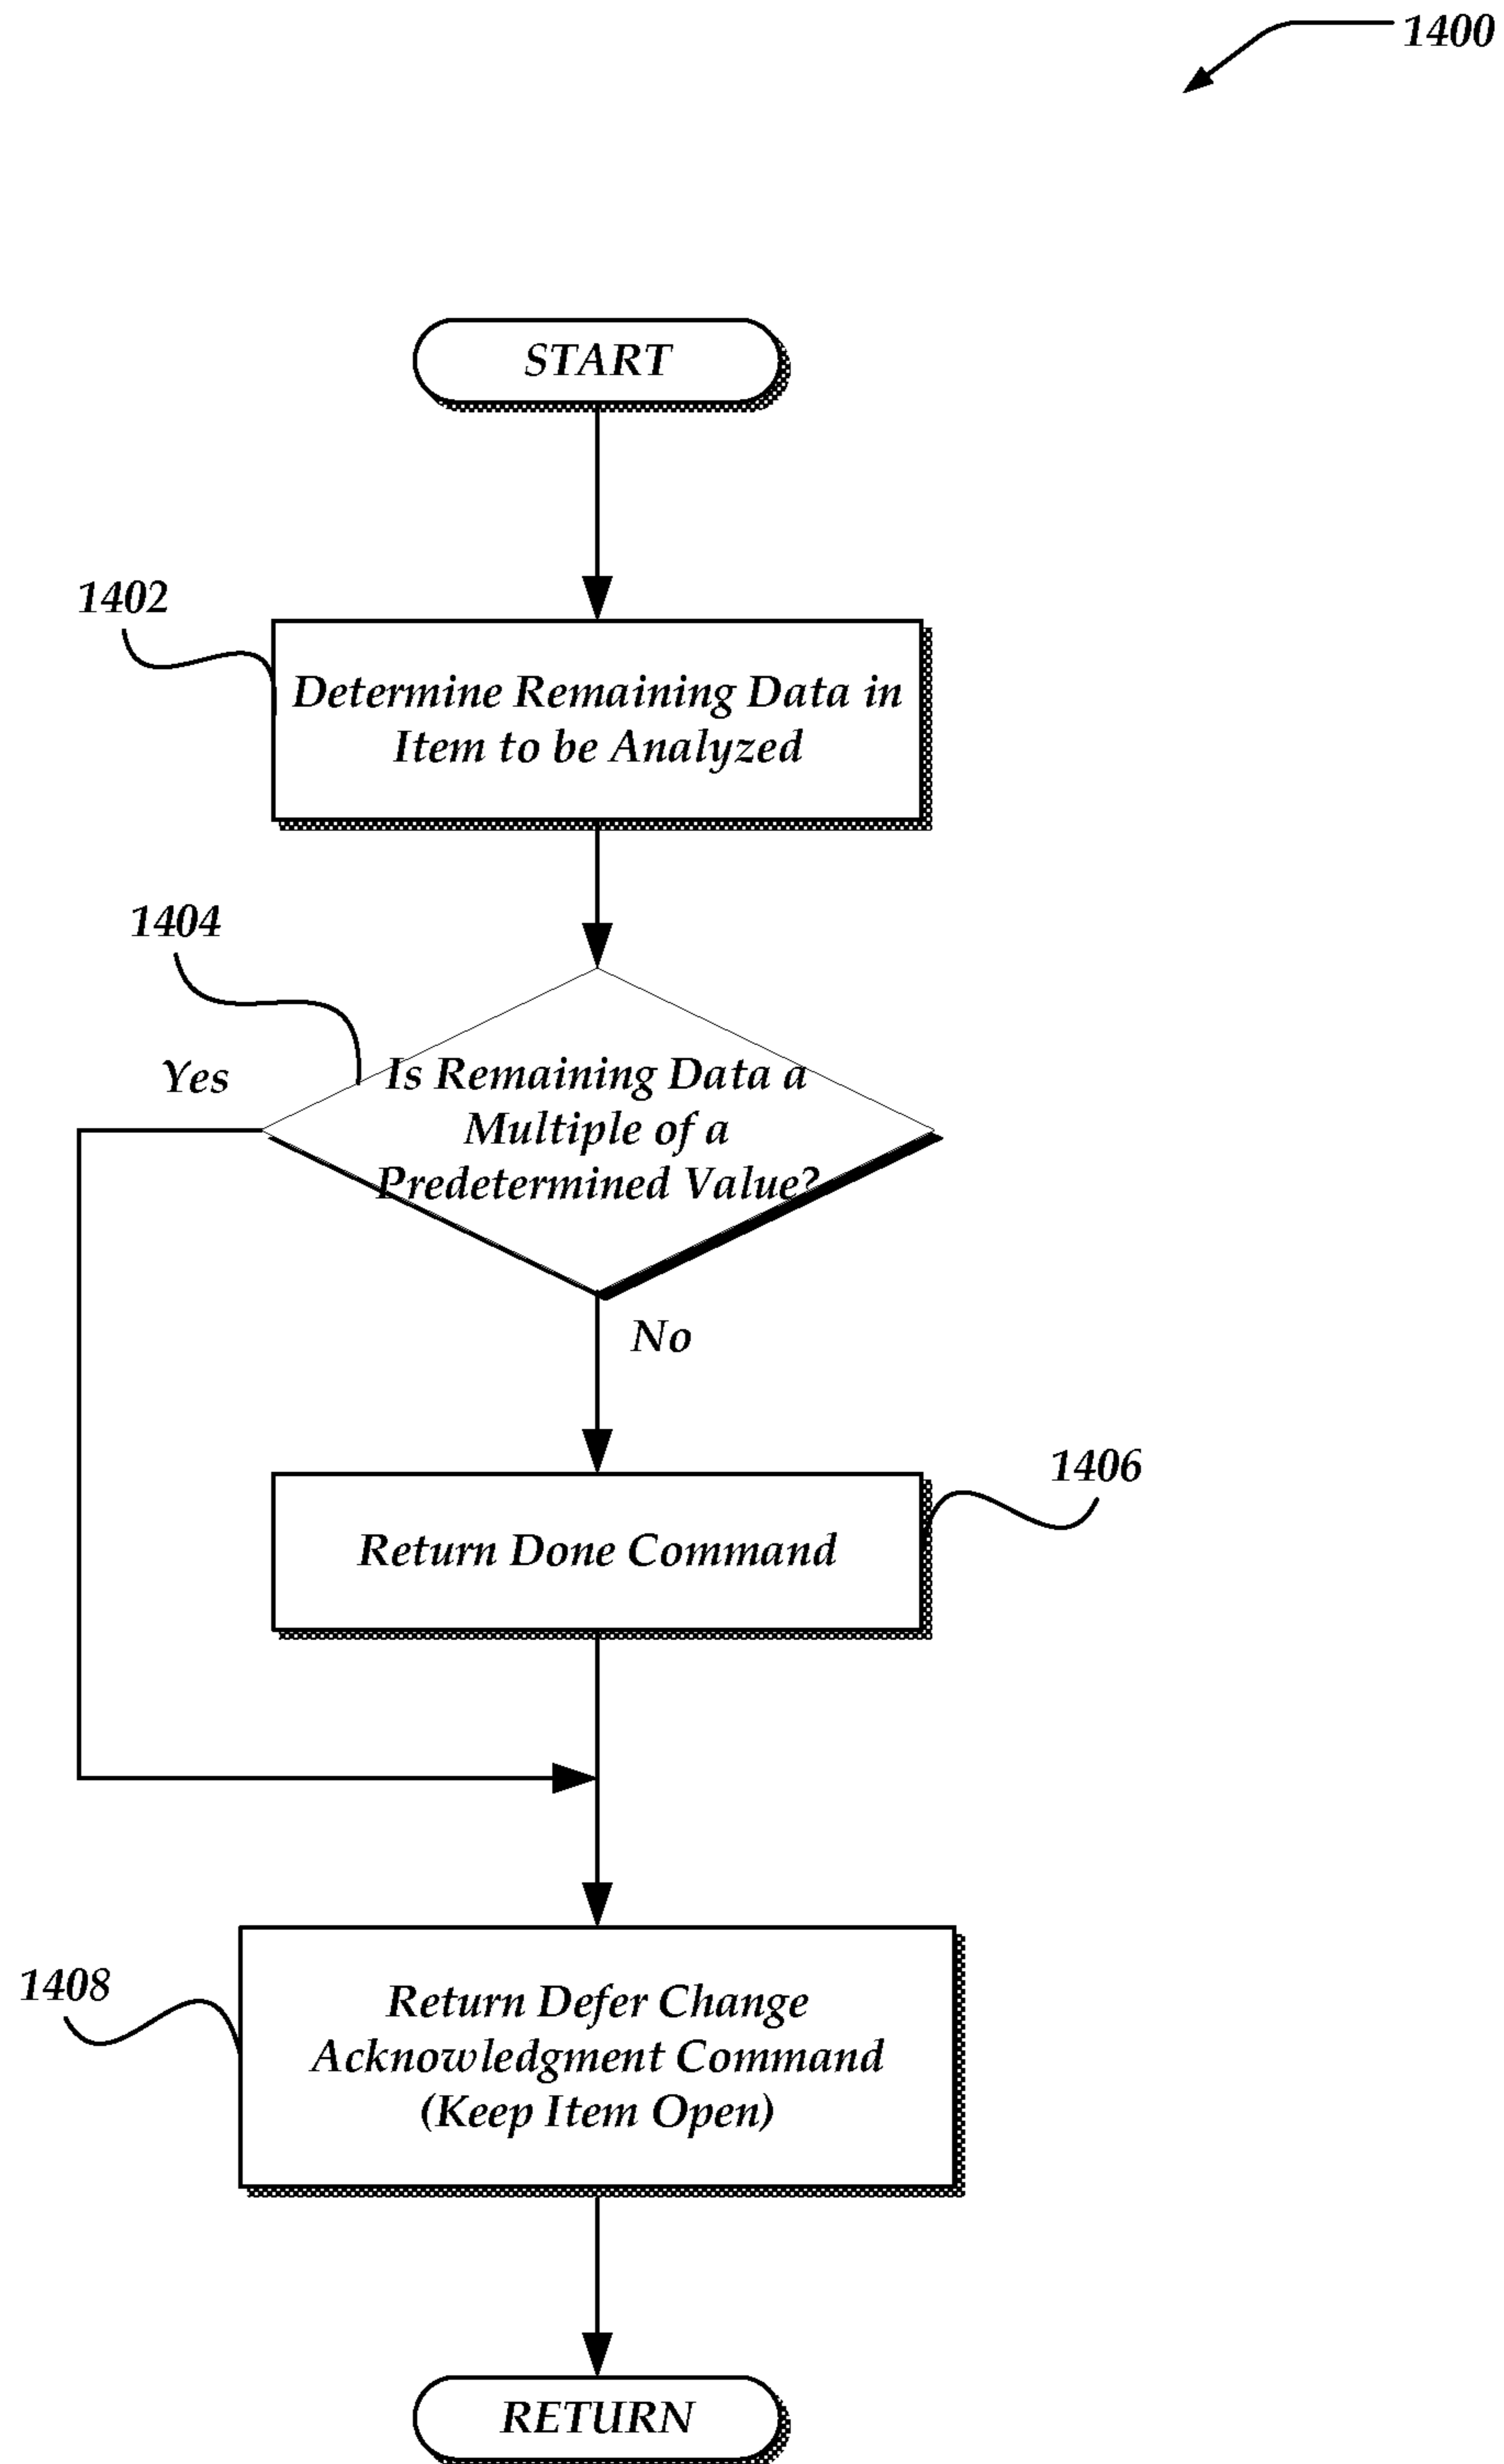 1400
START
1402
Determine Remaining Data in
Item to be Analyzed
1404
Yes
Is Remaining Data a
Multiple of a
Predetermined Value?
No
1406
Return Done Command
1408
Return Defer Change
Acknowledgment Command
(Keep Item Open)
RETURN